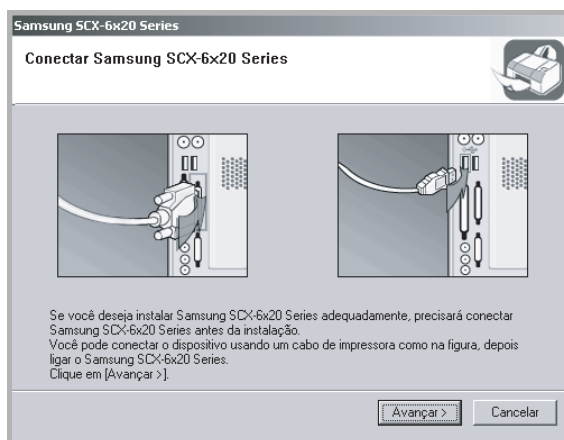 Samsung SCX-6x20 Series
Conectar Samsung SCX-6x20 Series
Se você deseja instalar Samsung SCX-6x20 Series adequadamente, precisará conectar
Samsung SCX-6x20 Series antes da instalação.
Você pode conectar o dispositivo usando um cabo de impressora como na figura, depois
ligar o Samsung SCX-6x20 Series.
Clique em [Avançar >].
Avançar >
Cancelar